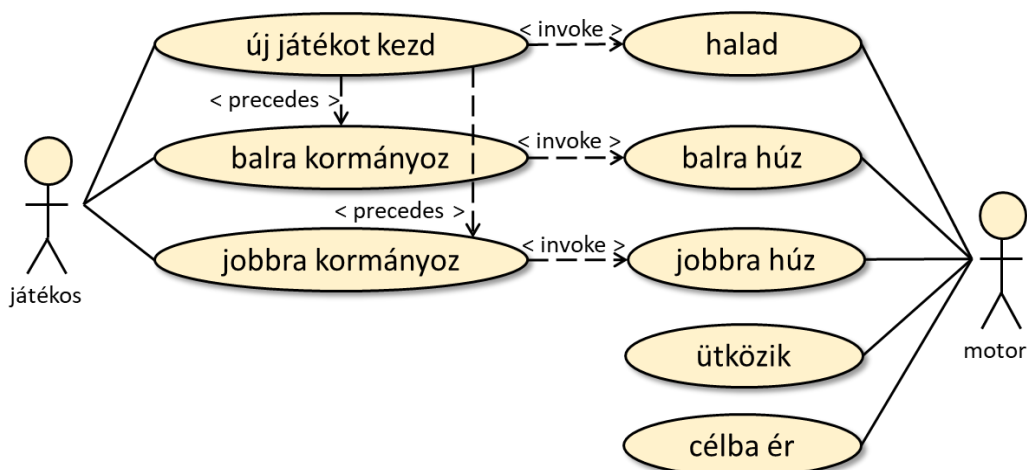 új játékot kezd
< invoke >
halad
< precedes >
balra kormányoz
< invoke >
balra húz
< precedes >
jobbra kormányoz
< invoke >
jobbra húz
játékos
motor
ütközik
célba ér